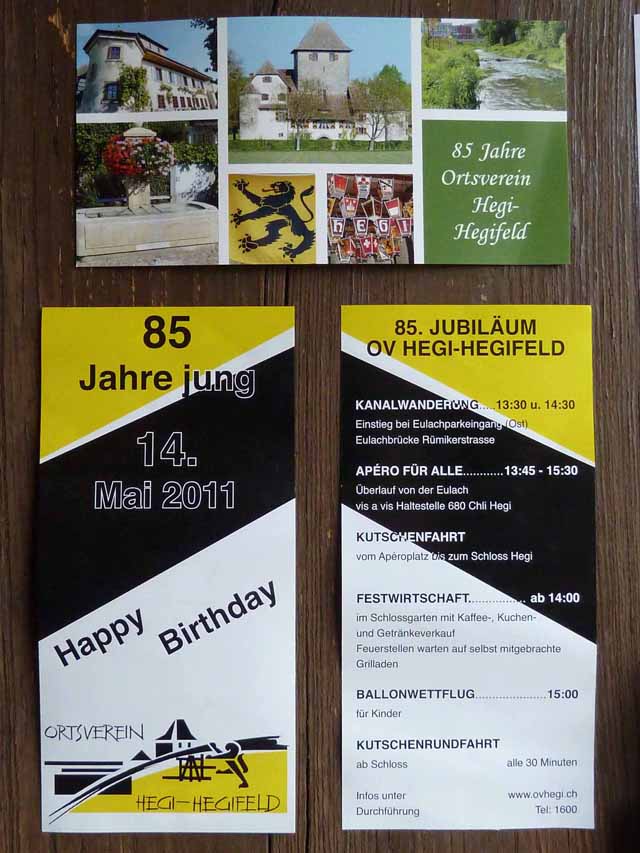 85 Jahre
Ortsverein
Hegi-
Hegifeld
HEGI
85
Jahre jung
14.
Mai 2011
Happy Birthday
ORTSVEREIN
HEGI-HEGIFELD
85. JUBILÄUM
OV HEGI-HEGIFELD
KANALWANDERUNG....13:30 u. 14:30
Einstieg bei Eulachparkeingang (Ost)
Eulachbrücke Rümikerstrasse
APÉRO FÜR ALLE............13:45 - 15:30
Überlauf von der Eulach
vis a vis Haltestelle 680 Chli Hegi
KUTSCHENFAHRT
vom Apéroplatz bis zum Schloss Hegi
FESTWIRTSCHAFT................. ab 14:00
im Schlossgarten mit Kaffee-, Kuchen-
und Getränkeverkauf
Feuerstellen warten auf selbst mitgebrachte
Grilladen
BALLONWETTFLUG.....................15:00
für Kinder
KUTSCHENRUNDFAHRT
ab Schloss alle 30 Minuten
Infos unter www.ovhegi.ch
Durchführung Tel: 1600